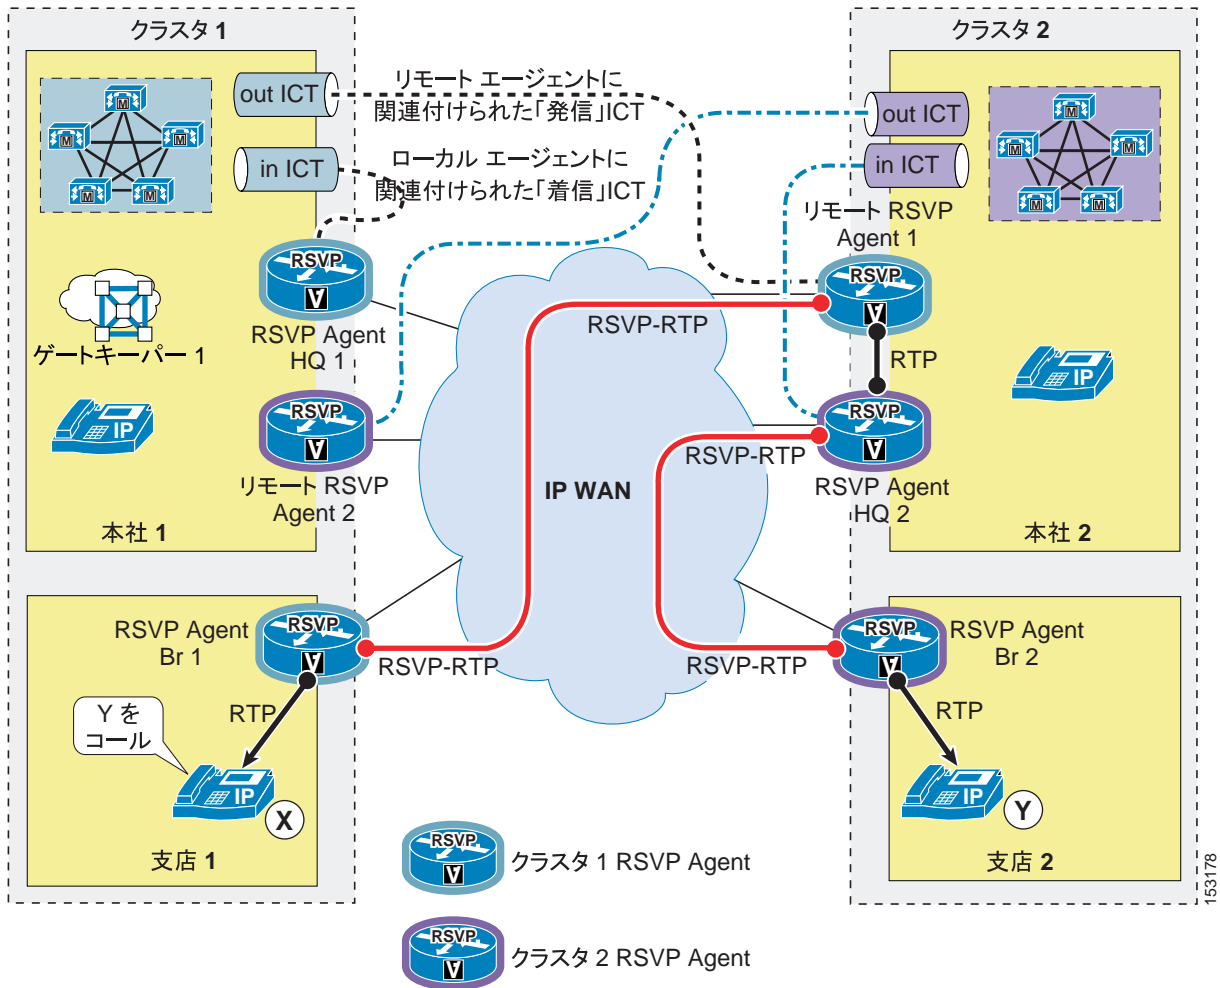 クラスタ 1
クラスタ 2
out ICT
in ICT
リモート エージェントに
関連付けられた「発信」ICT
ローカル エージェントに
関連付けられた「着信」ICT
out ICT
in ICT
M
M
M
M
M
M
M
M
M
M
リモート RSVP
Agent 1
RSVP
RSVP
RSVP Agent
HQ 1
ゲートキーパー 1
RSVP-RTP
RTP
IP
IP
RSVP
RSVP
リモート RSVP
Agent 2
RSVP-RTP
RSVP Agent
HQ 2
IP WAN
本社 1
本社 2
RSVP Agent
Br 1
RSVP
RSVP-RTP
RSVP-RTP
RSVP
RSVP Agent
Br 2
Y を
コール
RTP
RTP
IP
X
IP
Y
支店 1
支店 2
RSVP
クラスタ 1 RSVP Agent
RSVP
クラスタ 2 RSVP Agent
153178